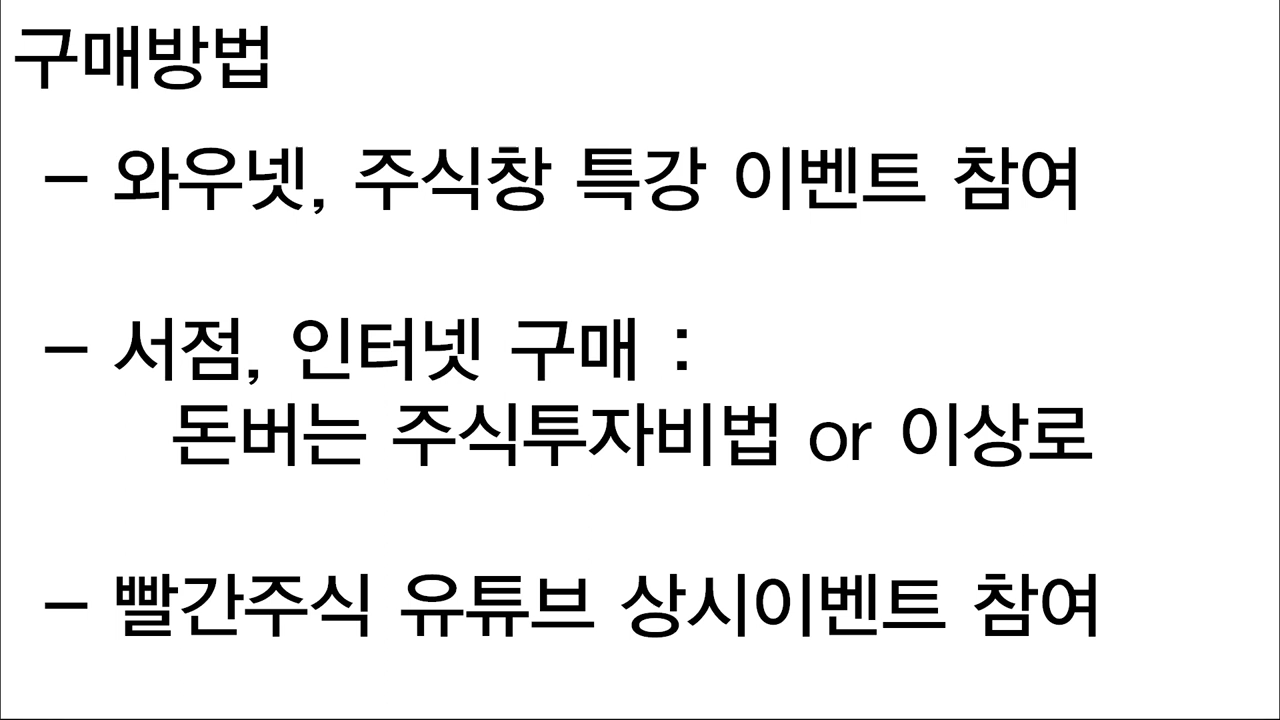 구매방법
- 와우넷, 주식창 특강 이벤트 참여
- 서점, 인터넷 구매 :
돈버는 주식투자비법 or 이상로
- 빨간주식 유튜브 상시이벤트 참여